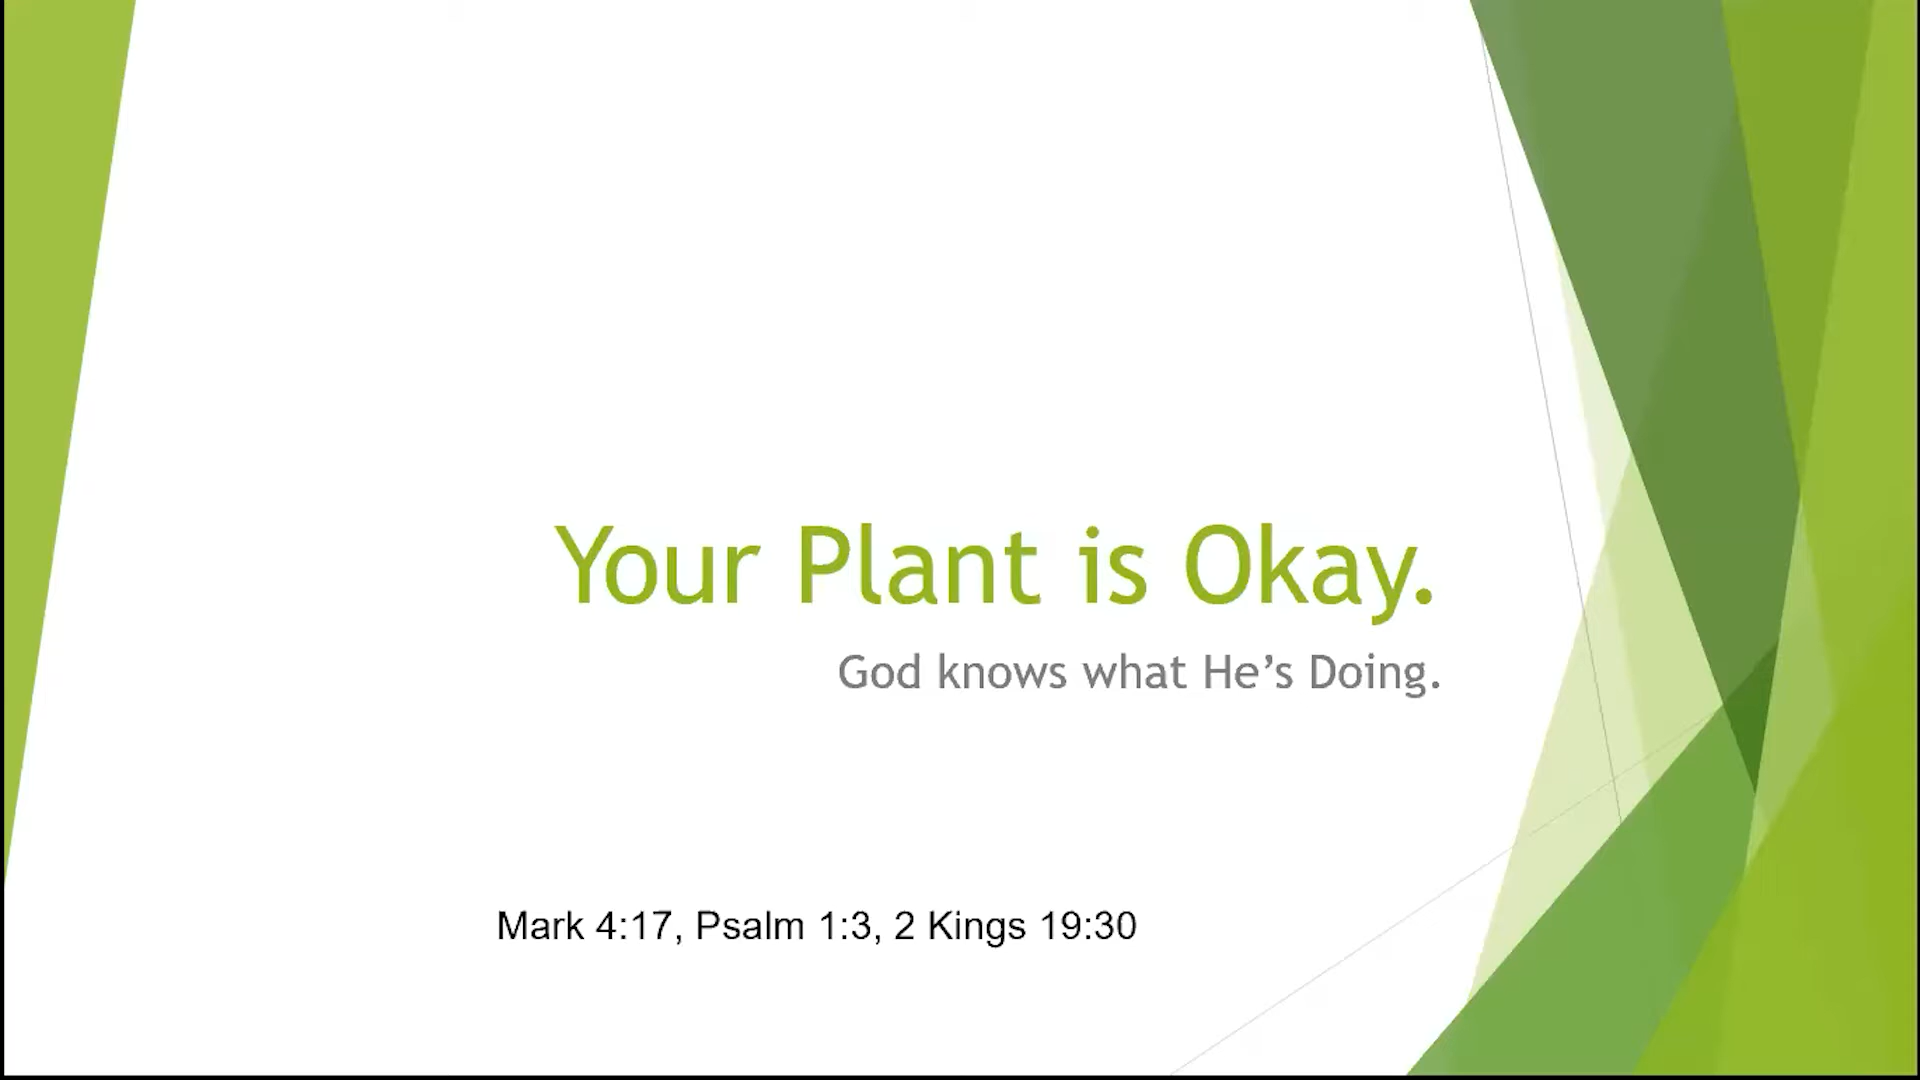 Your Plant is Okay.
God knows what He’s Doing.
Mark 4:17, Psalm 1:3, 2 Kings 19:30